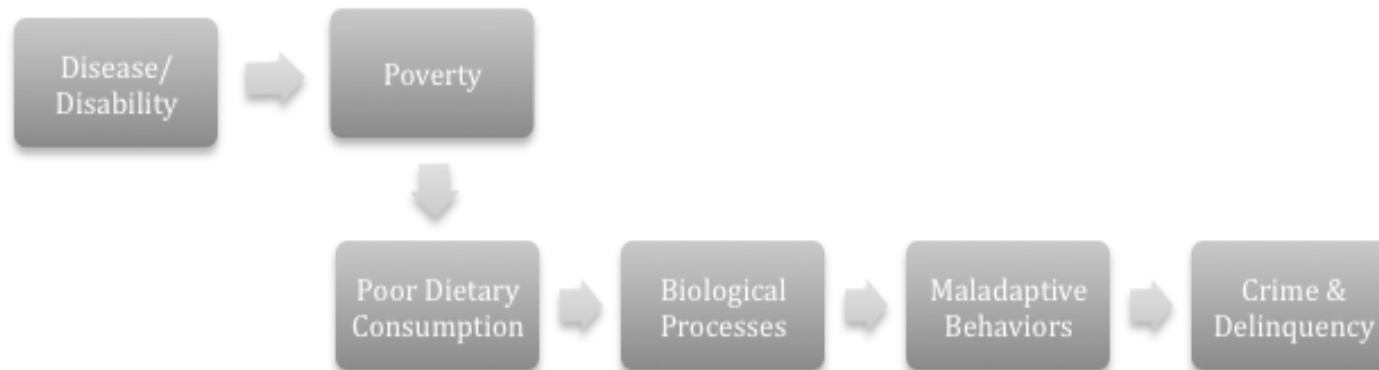 Disease/
Disability
Poverty
Poor Dietary
Consumption
Biological
Processes
Maladaptive
Behaviors
Crime &
Delinquency